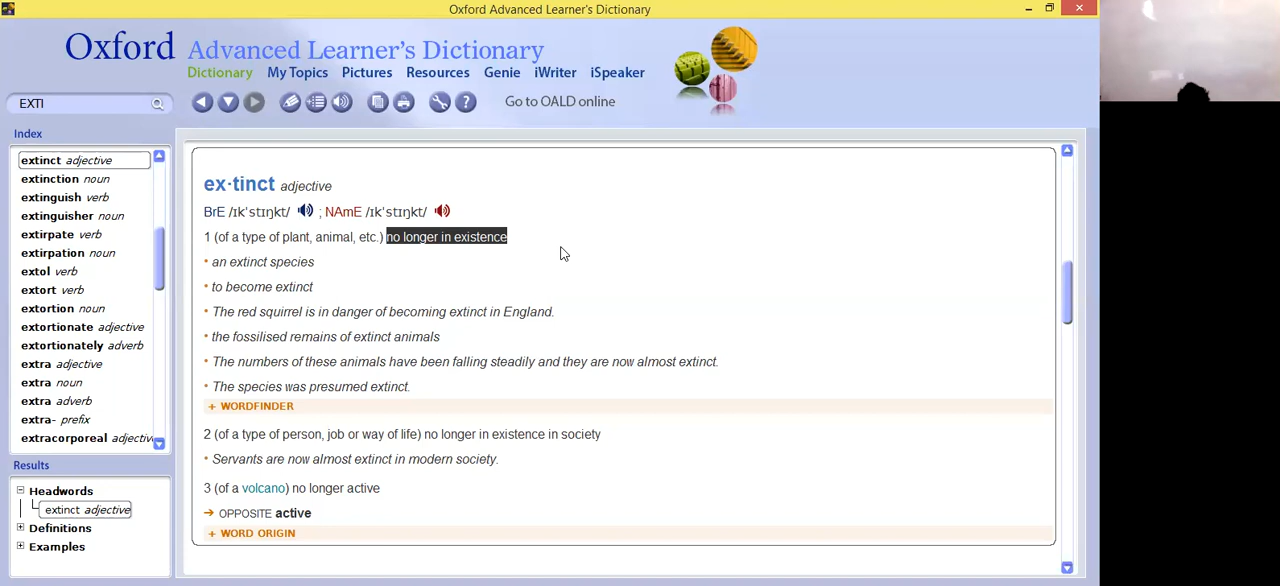 Oxford Advanced Learner's Dictionary
Oxford Advanced Learner's Dictionary
Dictionary My Topics Pictures Resources Genie iWriter iSpeaker
EXTI
Go to OALD online
Index
extinct adjective
extinction noun
extinguish verb
extinguisher noun
extirpate verb
extirpation noun
extol verb
extort verb
extortion noun
extortionate adjective
extortionately adverb
extra adjective
extra noun
extra adverb
extra- prefix
extracorporeal adjectiv
Results
Headwords
extinct adjective
Definitions
Examples
ex·tinct adjective
BrE /ɪkˈstɪŋkt/ ; NAmE /ɪkˈstɪŋkt/
1 (of a type of plant, animal, etc.) no longer in existence
• an extinct species
• to become extinct
• The red squirrel is in danger of becoming extinct in England.
• the fossilised remains of extinct animals
• The numbers of these animals have been falling steadily and they are now almost extinct.
• The species was presumed extinct.
+ WORDFINDER
2 (of a type of person, job or way of life) no longer in existence in society
• Servants are now almost extinct in modern society.
3 (of a volcano) no longer active
→ OPPOSITE active
+ WORD ORIGIN